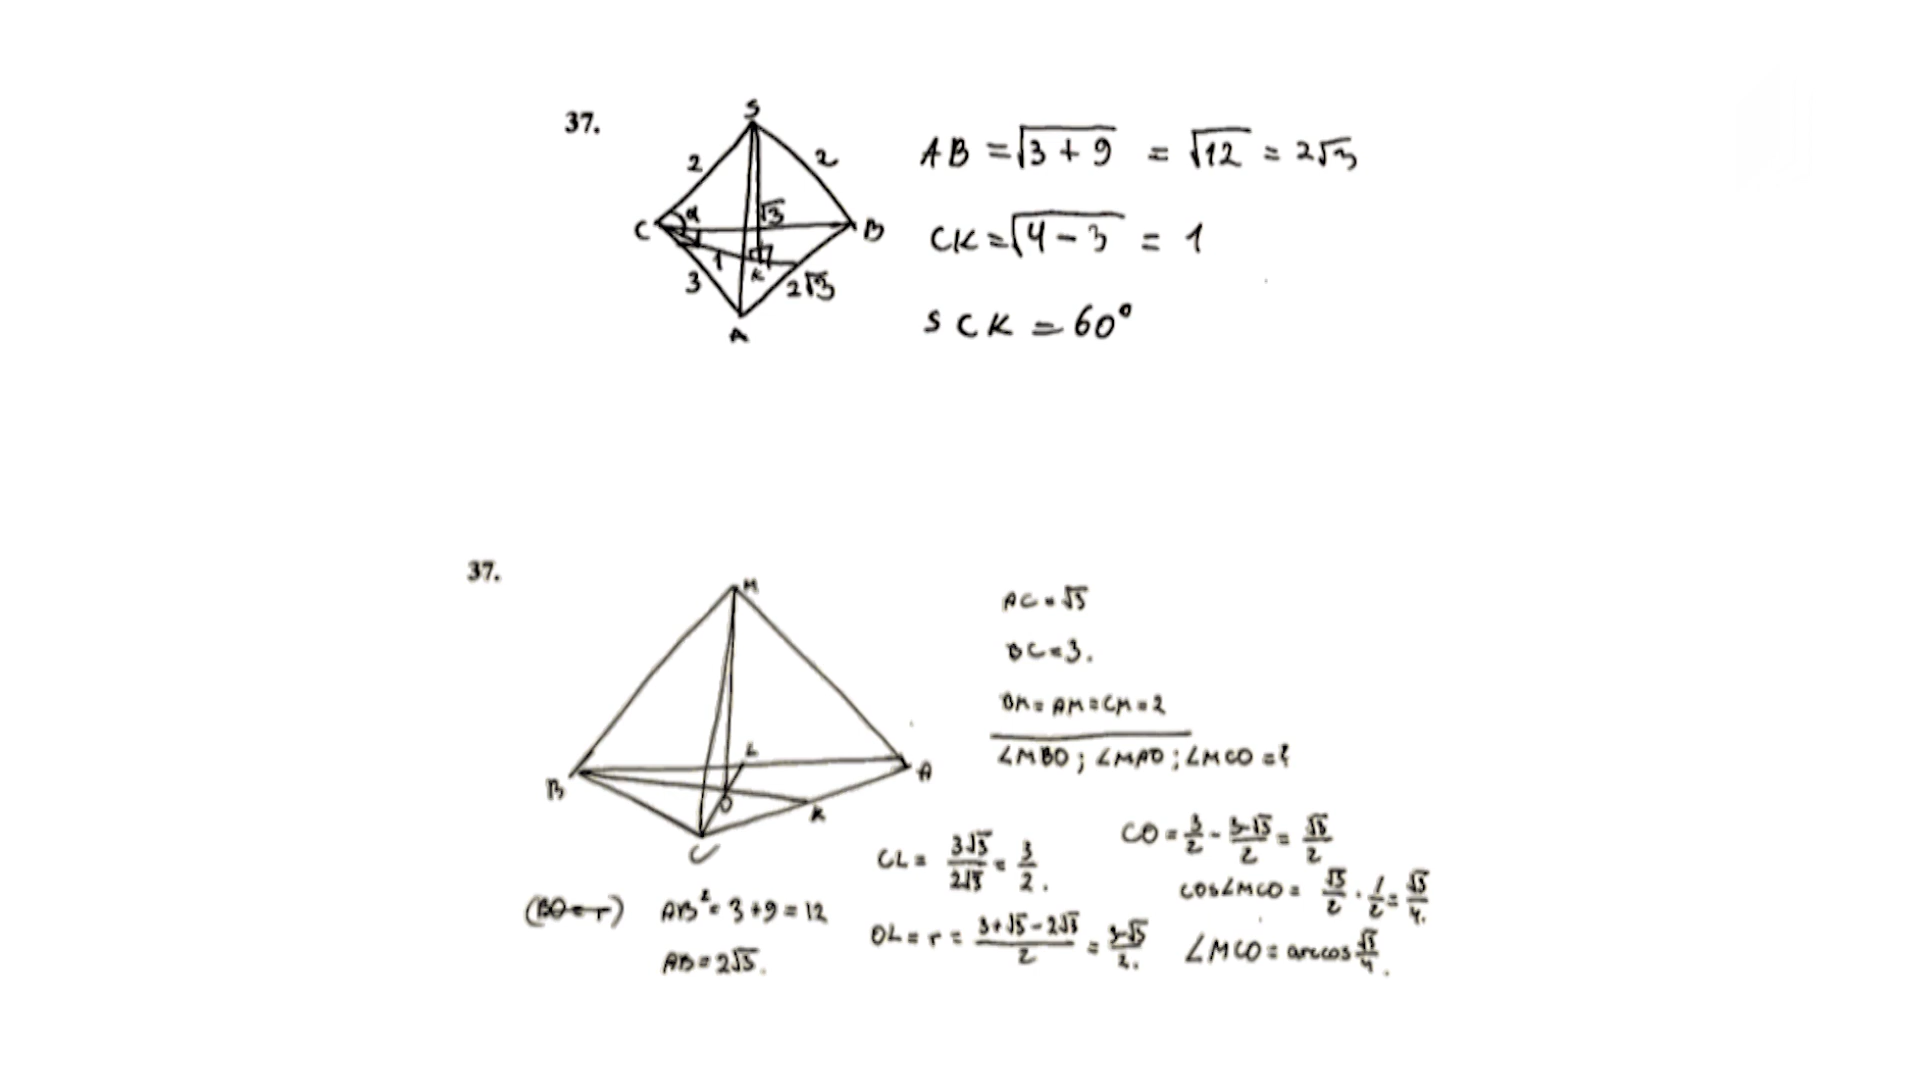 37.
S
2 2
α √3
C B
1 K
3 2√3
A
AB = √3 + 9 = √12 = 2√3
CK = √4 - 3 = 1
SCK = 60°
37.
M
L
B A
O
K
C
AC = √3
BC = 3.
BM = AM = CM = 2
∠MBO ; ∠MAO ; ∠MCO = ?
CL = 3√3/2√3 = 3/2.
CO = 3/2 - 3-√3/2 = √3/2
cos∠MCO = √3/2 · 1/2 = √3/4.
(BO = r) AB² = 3 + 9 = 12
OL = r = 3+√3-2√3/2 = 3-√3/2.
∠MCO = arccos √3/4.
AB = 2√3.